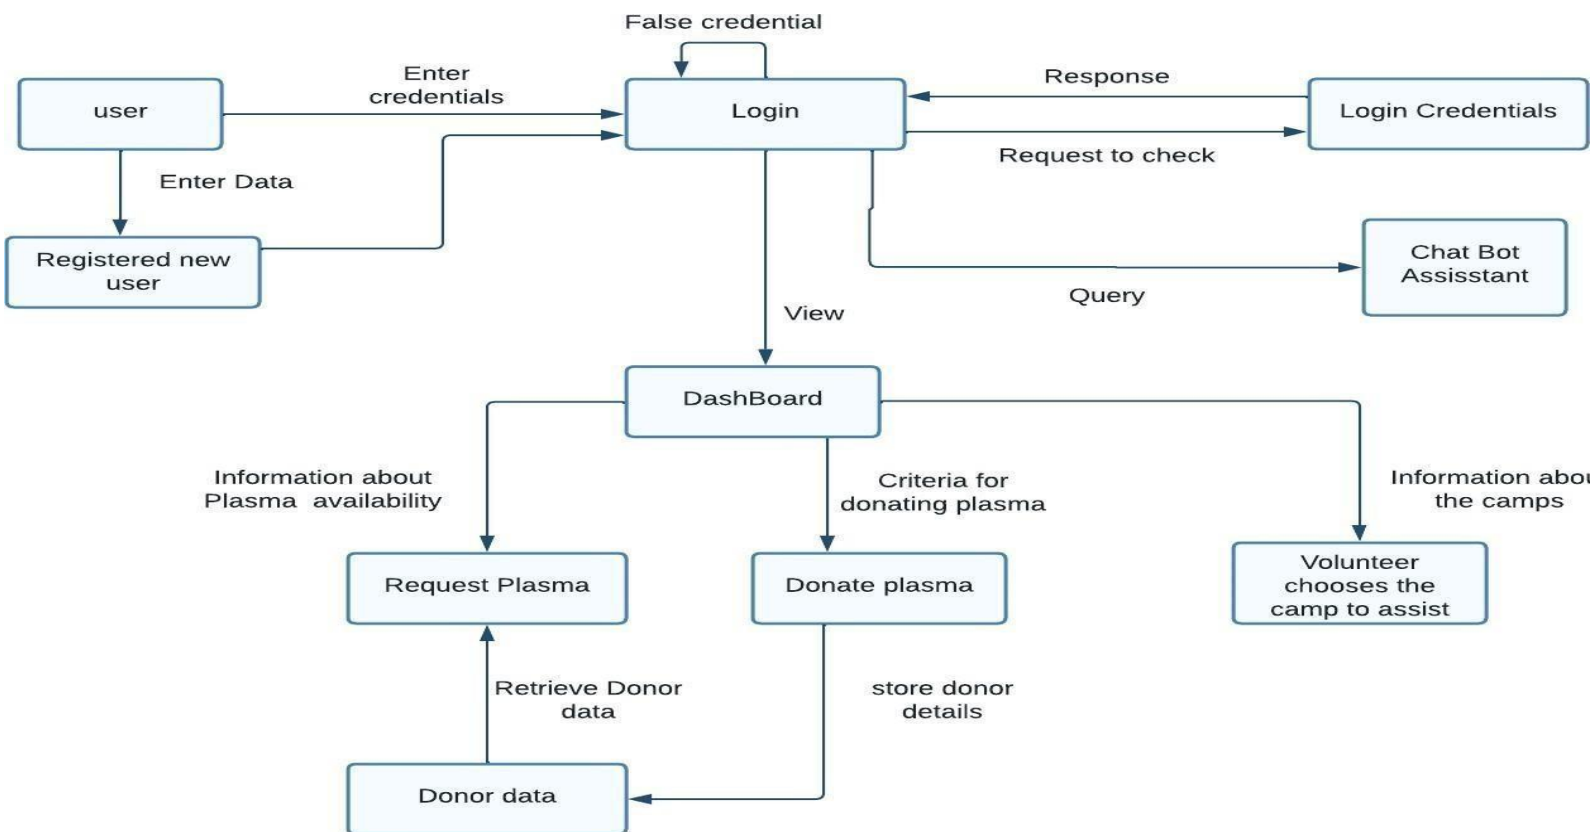 False credential
Enter
credentials
Response
user
Login
Login Credentials
Request to check
Enter Data
Registered new
user
Chat Bot
Assisstant
Query
View
DashBoard
Information about
Plasma  availability
Criteria for
donating plasma
Information abou
the camps
Request Plasma
Donate plasma
Volunteer
chooses the
camp to assist
Retrieve Donor
data
store donor
details
Donor data